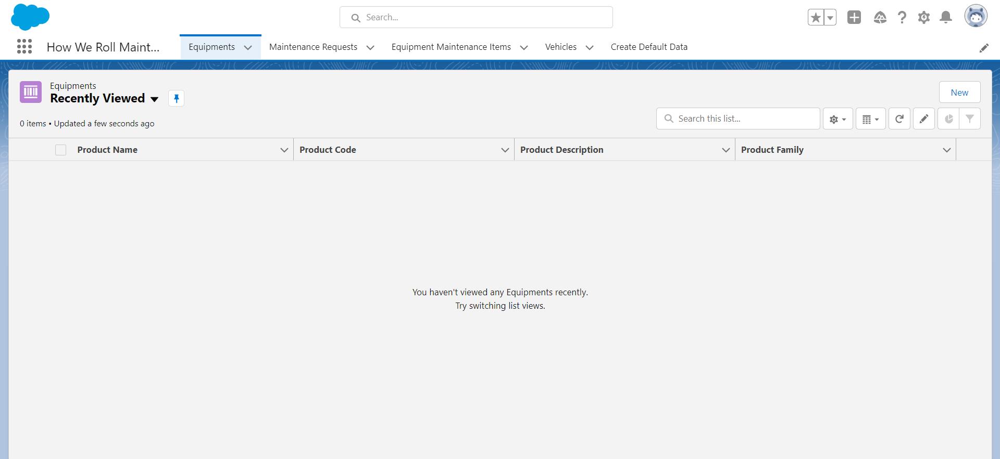 Search...
How We Roll Maint...
Equipments
Maintenance Requests
Equipment Maintenance Items
Vehicles
Create Default Data
Equipments
Recently Viewed
New
0 items • Updated a few seconds ago
Search this list...
Product Name
Product Code
Product Description
Product Family
You haven't viewed any Equipments recently.
Try switching list views.